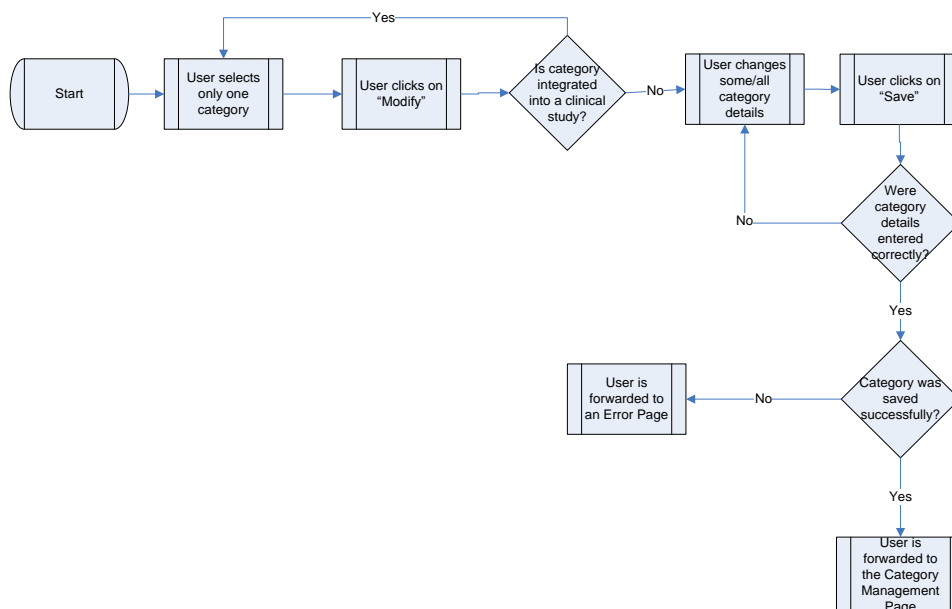 Yes
Start
User selects
only one
category
User clicks on
“Modify”
Is category
integrated
into a clinical
study?
No
User changes
some/all
category
details
User clicks on
“Save”
Were
category
details
entered
correctly?
No
Yes
Category was
saved
successfully?
No
User is
forwarded to
an Error Page
Yes
User is
forwarded to
the Category
Management
Page